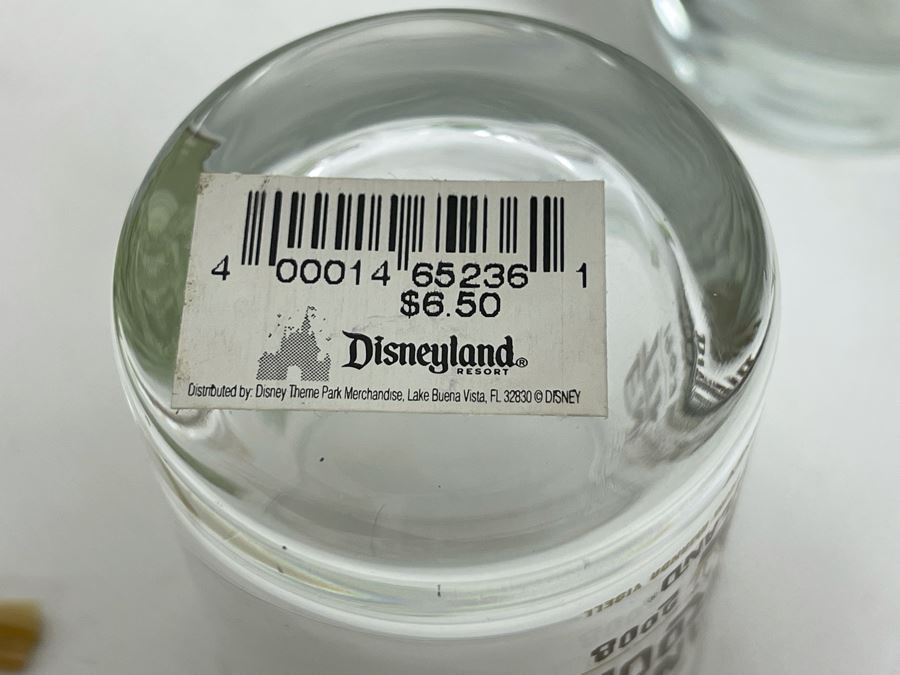 4 00014 65236 1
$6.50
Disneyland®
RESORT
Distributed by: Disney Theme Park Merchandise, Lake Buena Vista, FL 32830 © DISNEY
2008